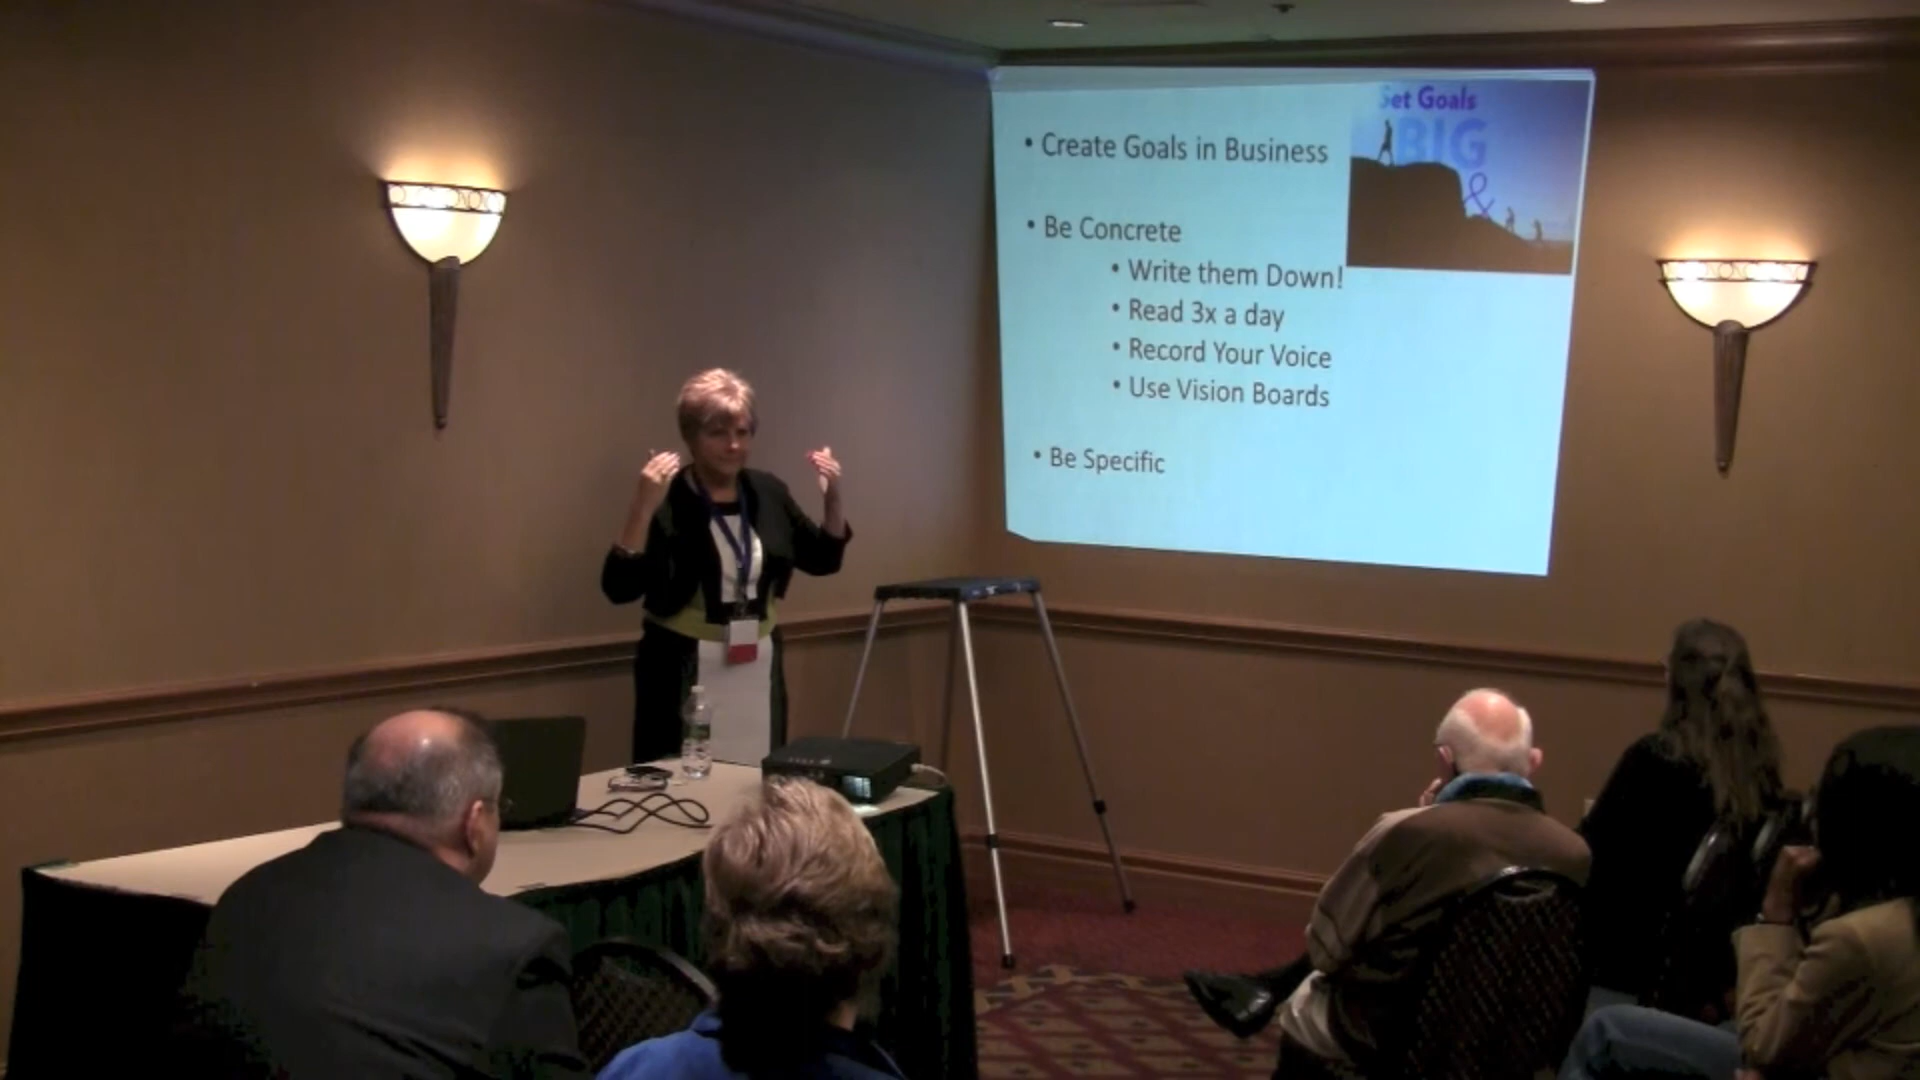 • Create Goals in Business
• Be Concrete
• Write them Down!
• Read 3x a day
• Record Your Voice
• Use Vision Boards
• Be Specific
Set Goals
BIG
&